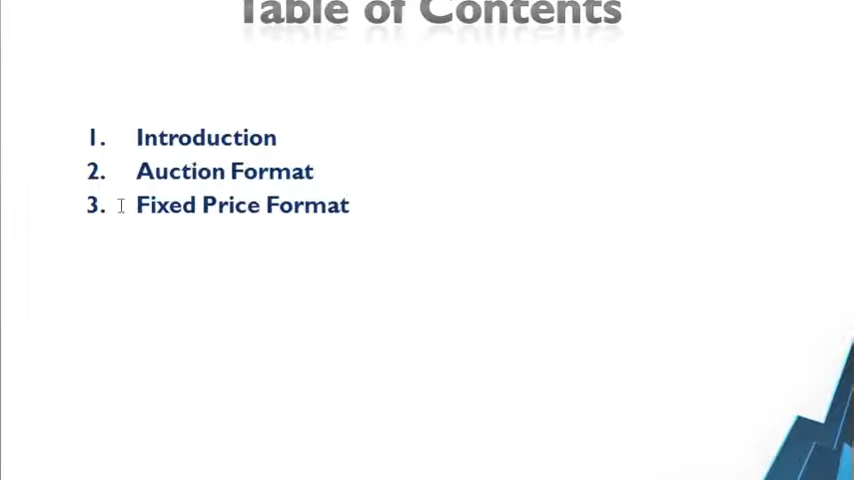 Table of Contents
1. Introduction
2. Auction Format
3. Fixed Price Format